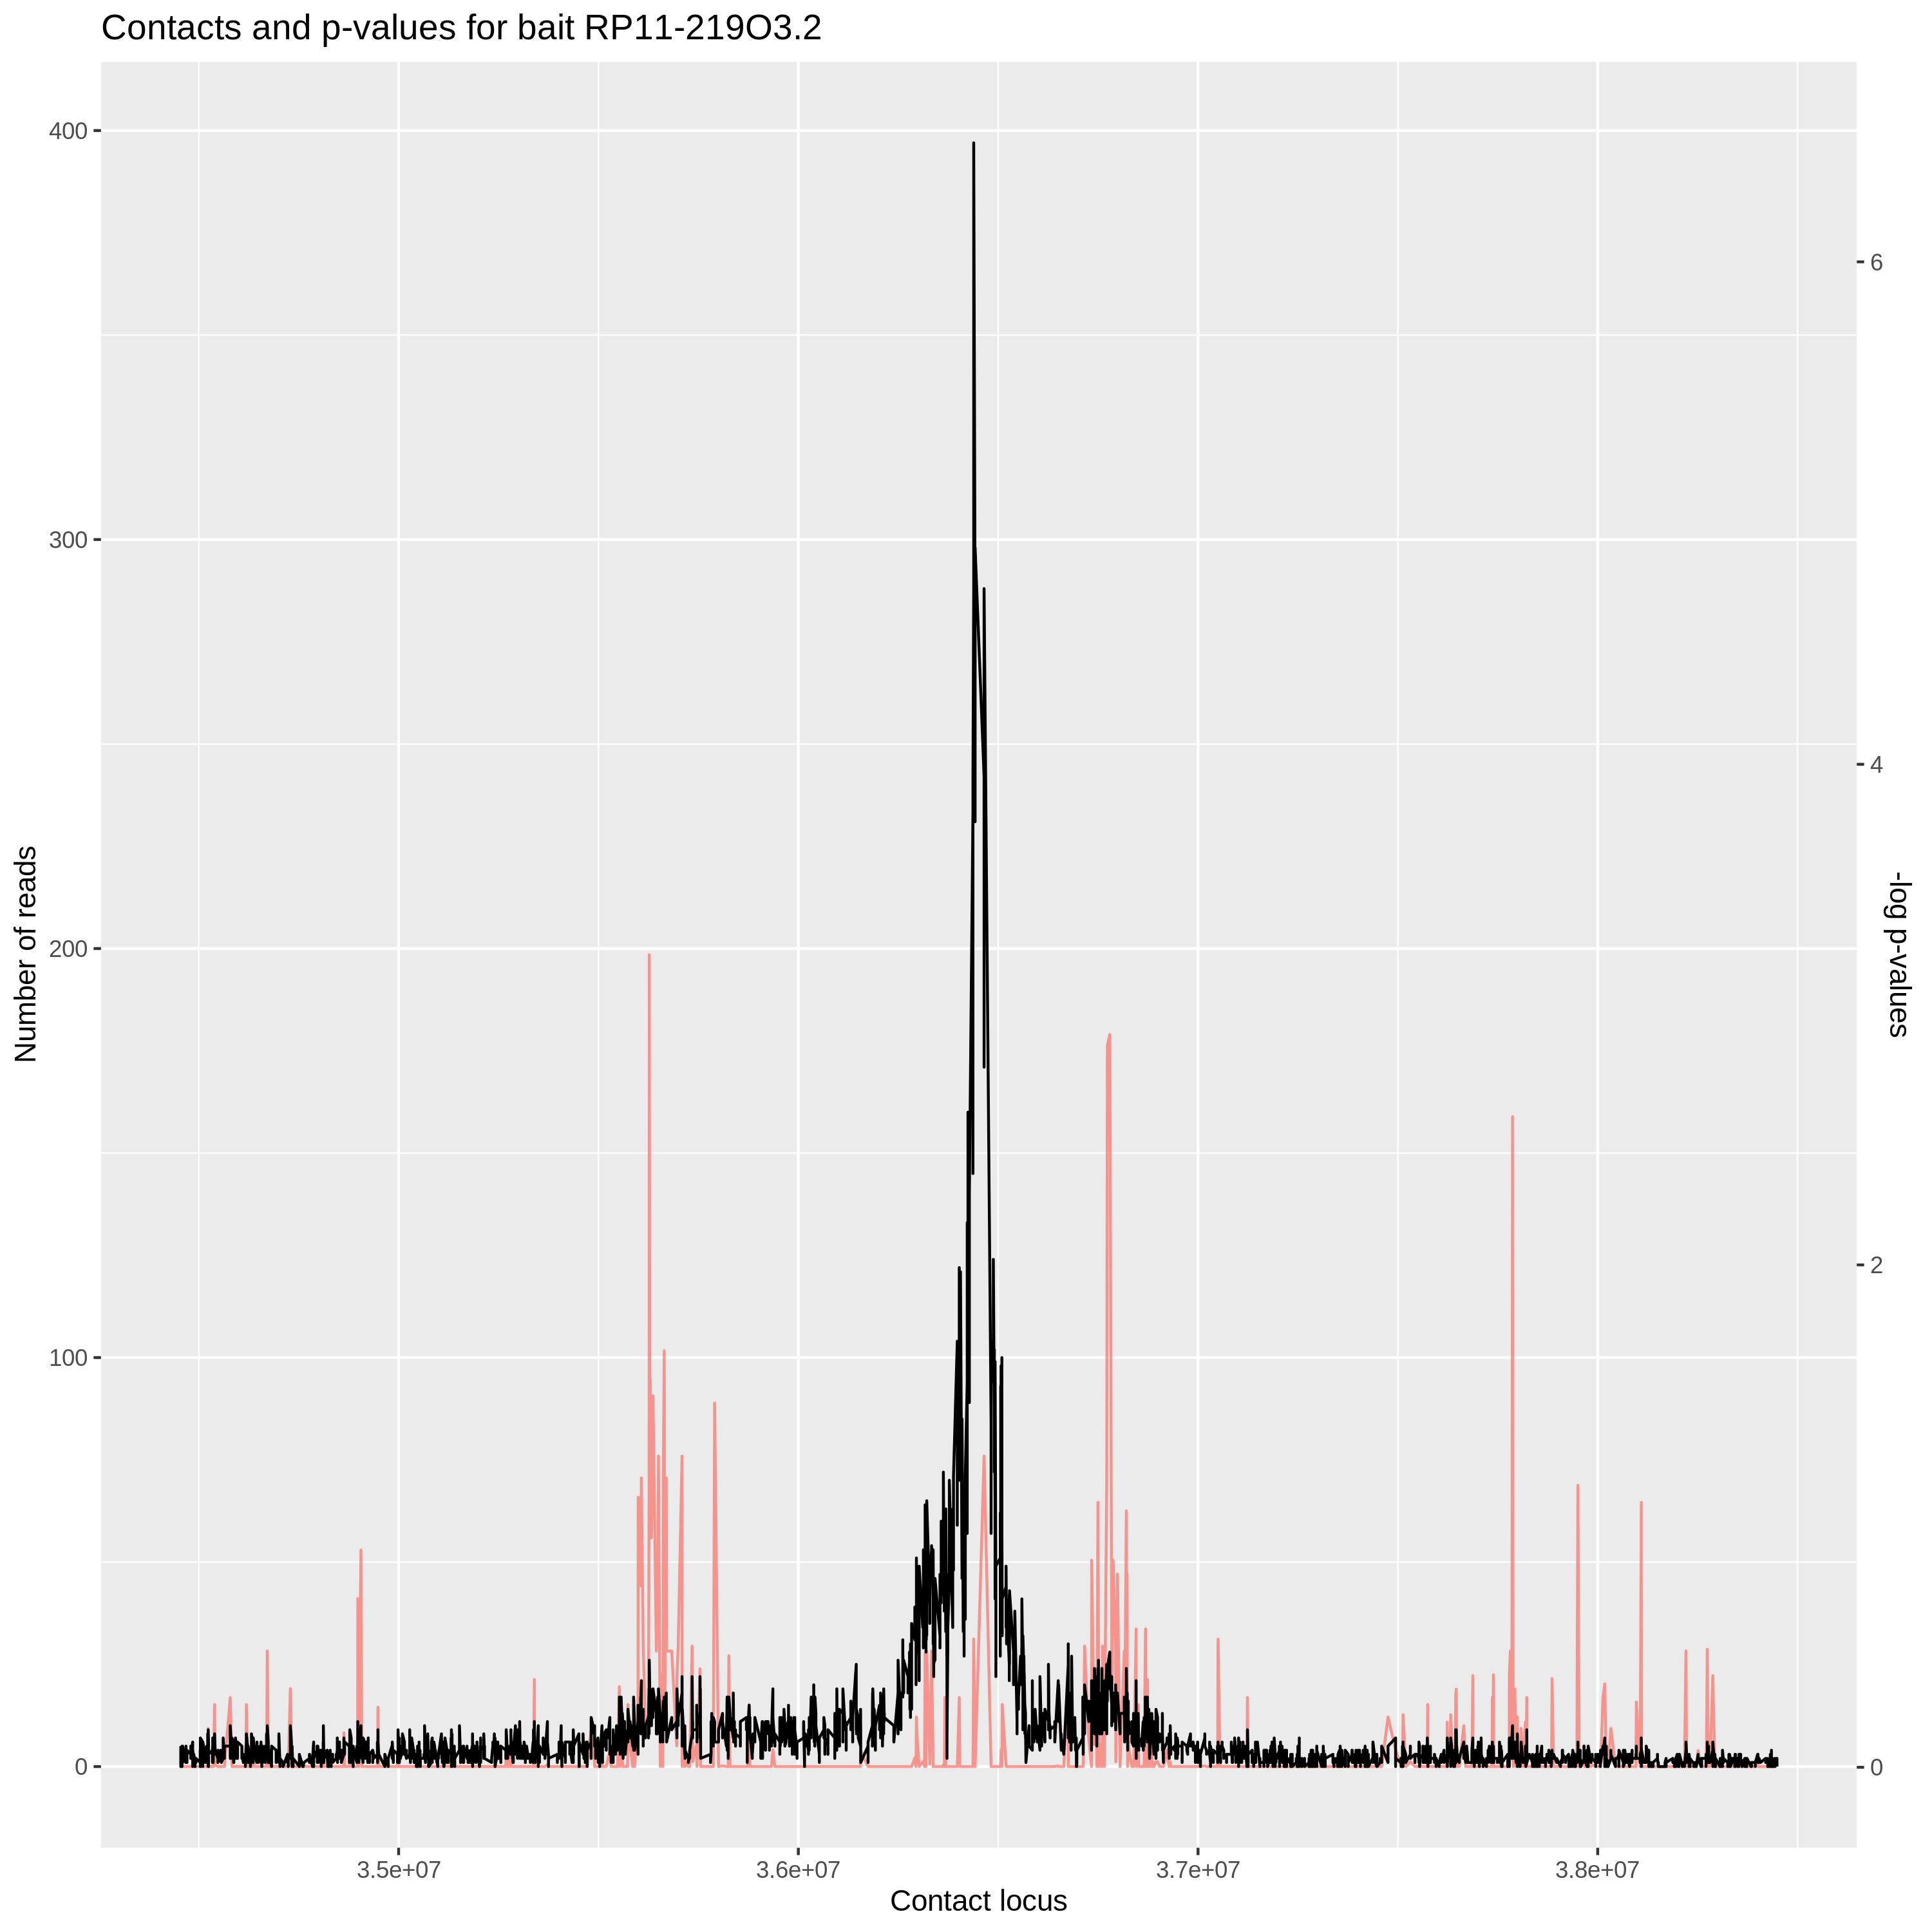 Contacts and p-values for bait RP11-219O3.2
400
300
200
100
0
6
4
2
0
Number of reads
-log p-values
3.5e+07 3.6e+07 3.7e+07 3.8e+07
Contact locus